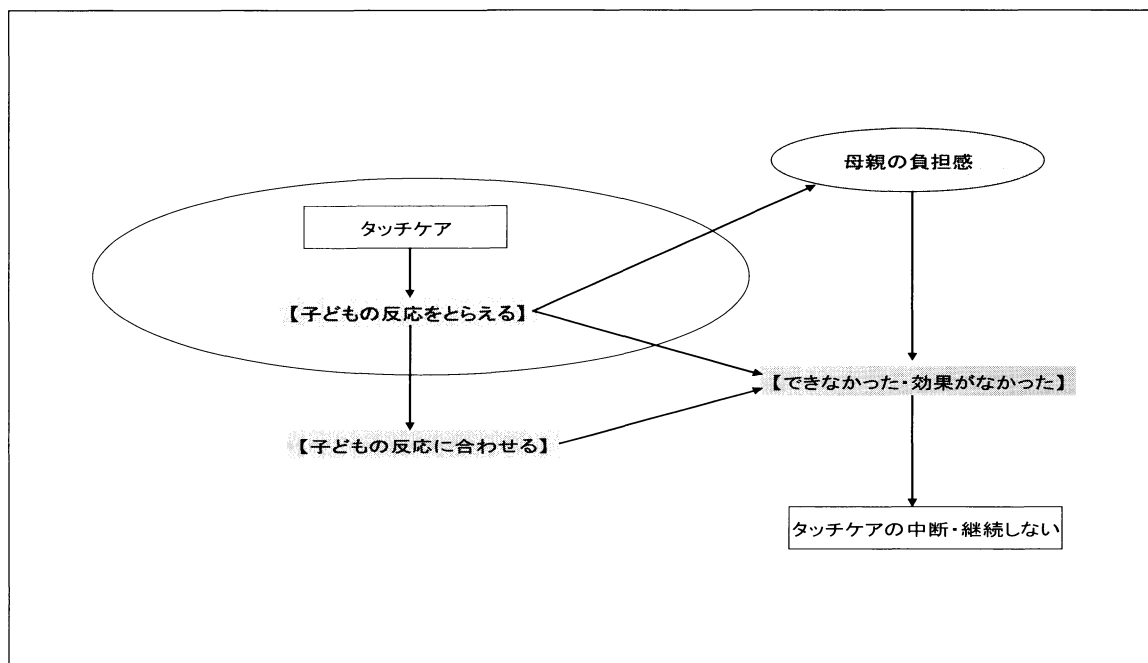 母親の負担感
タッチケア
【子どもの反応をとらえる】
【できなかった・効果がなかった】
【子どもの反応に合わせる】
タッチケアの中断・継続しない